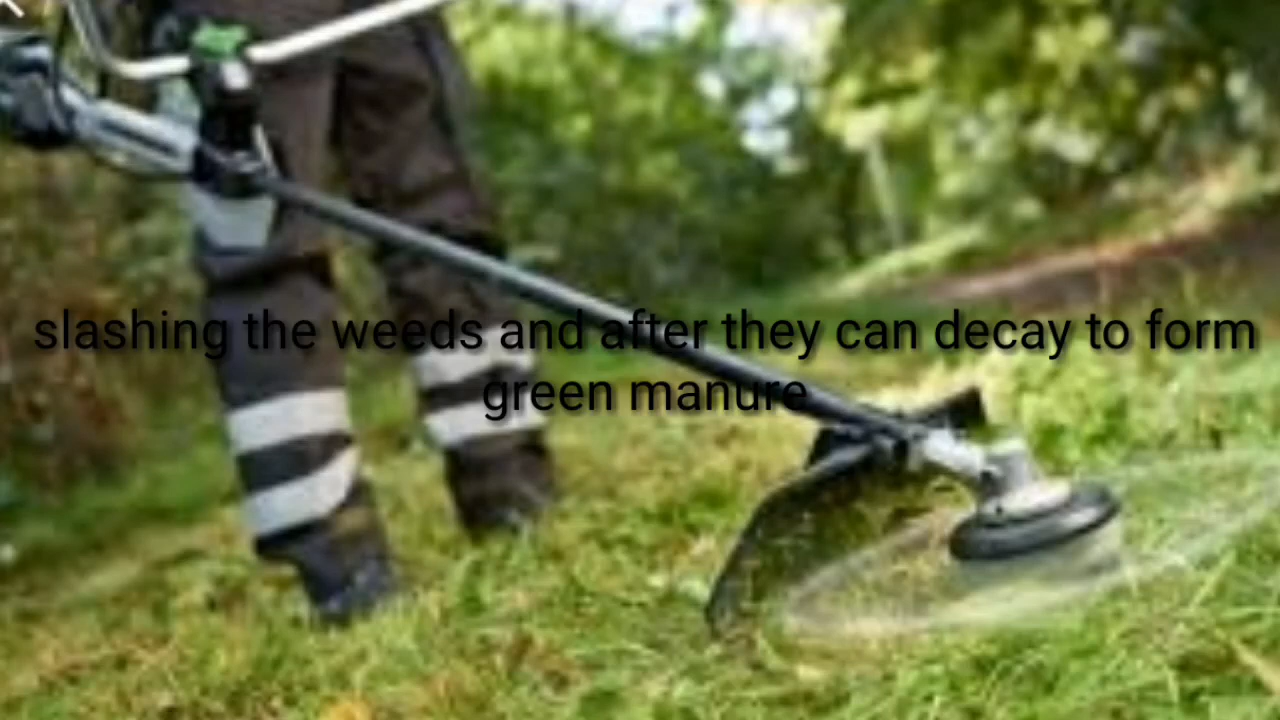 slashing the weeds and after they can decay to form
green manure